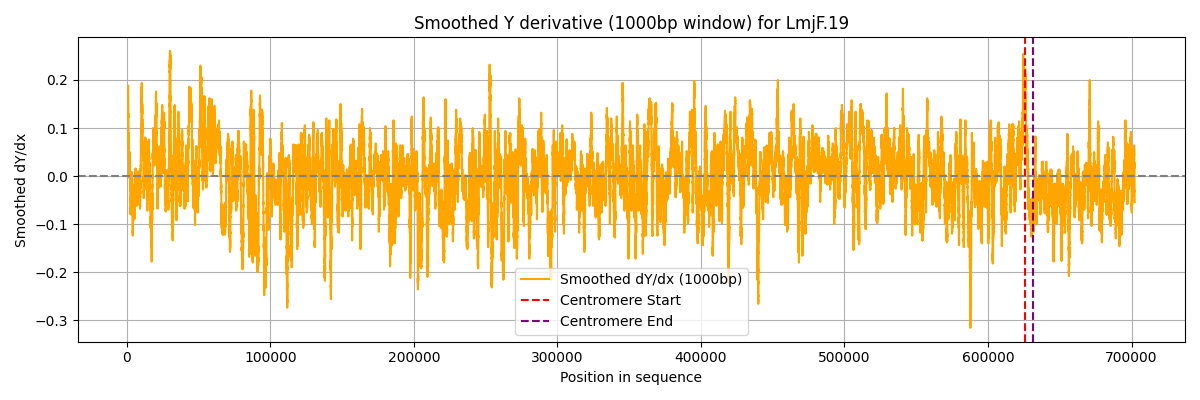 Smoothed Y derivative (1000bp window) for LmjF.19
Smoothed dY/dx
0.2
0.1
0.0
−0.1
−0.2
−0.3
Smoothed dY/dx (1000bp)
Centromere Start
Centromere End
0 100000 200000 300000 400000 500000 600000 700000
Position in sequence